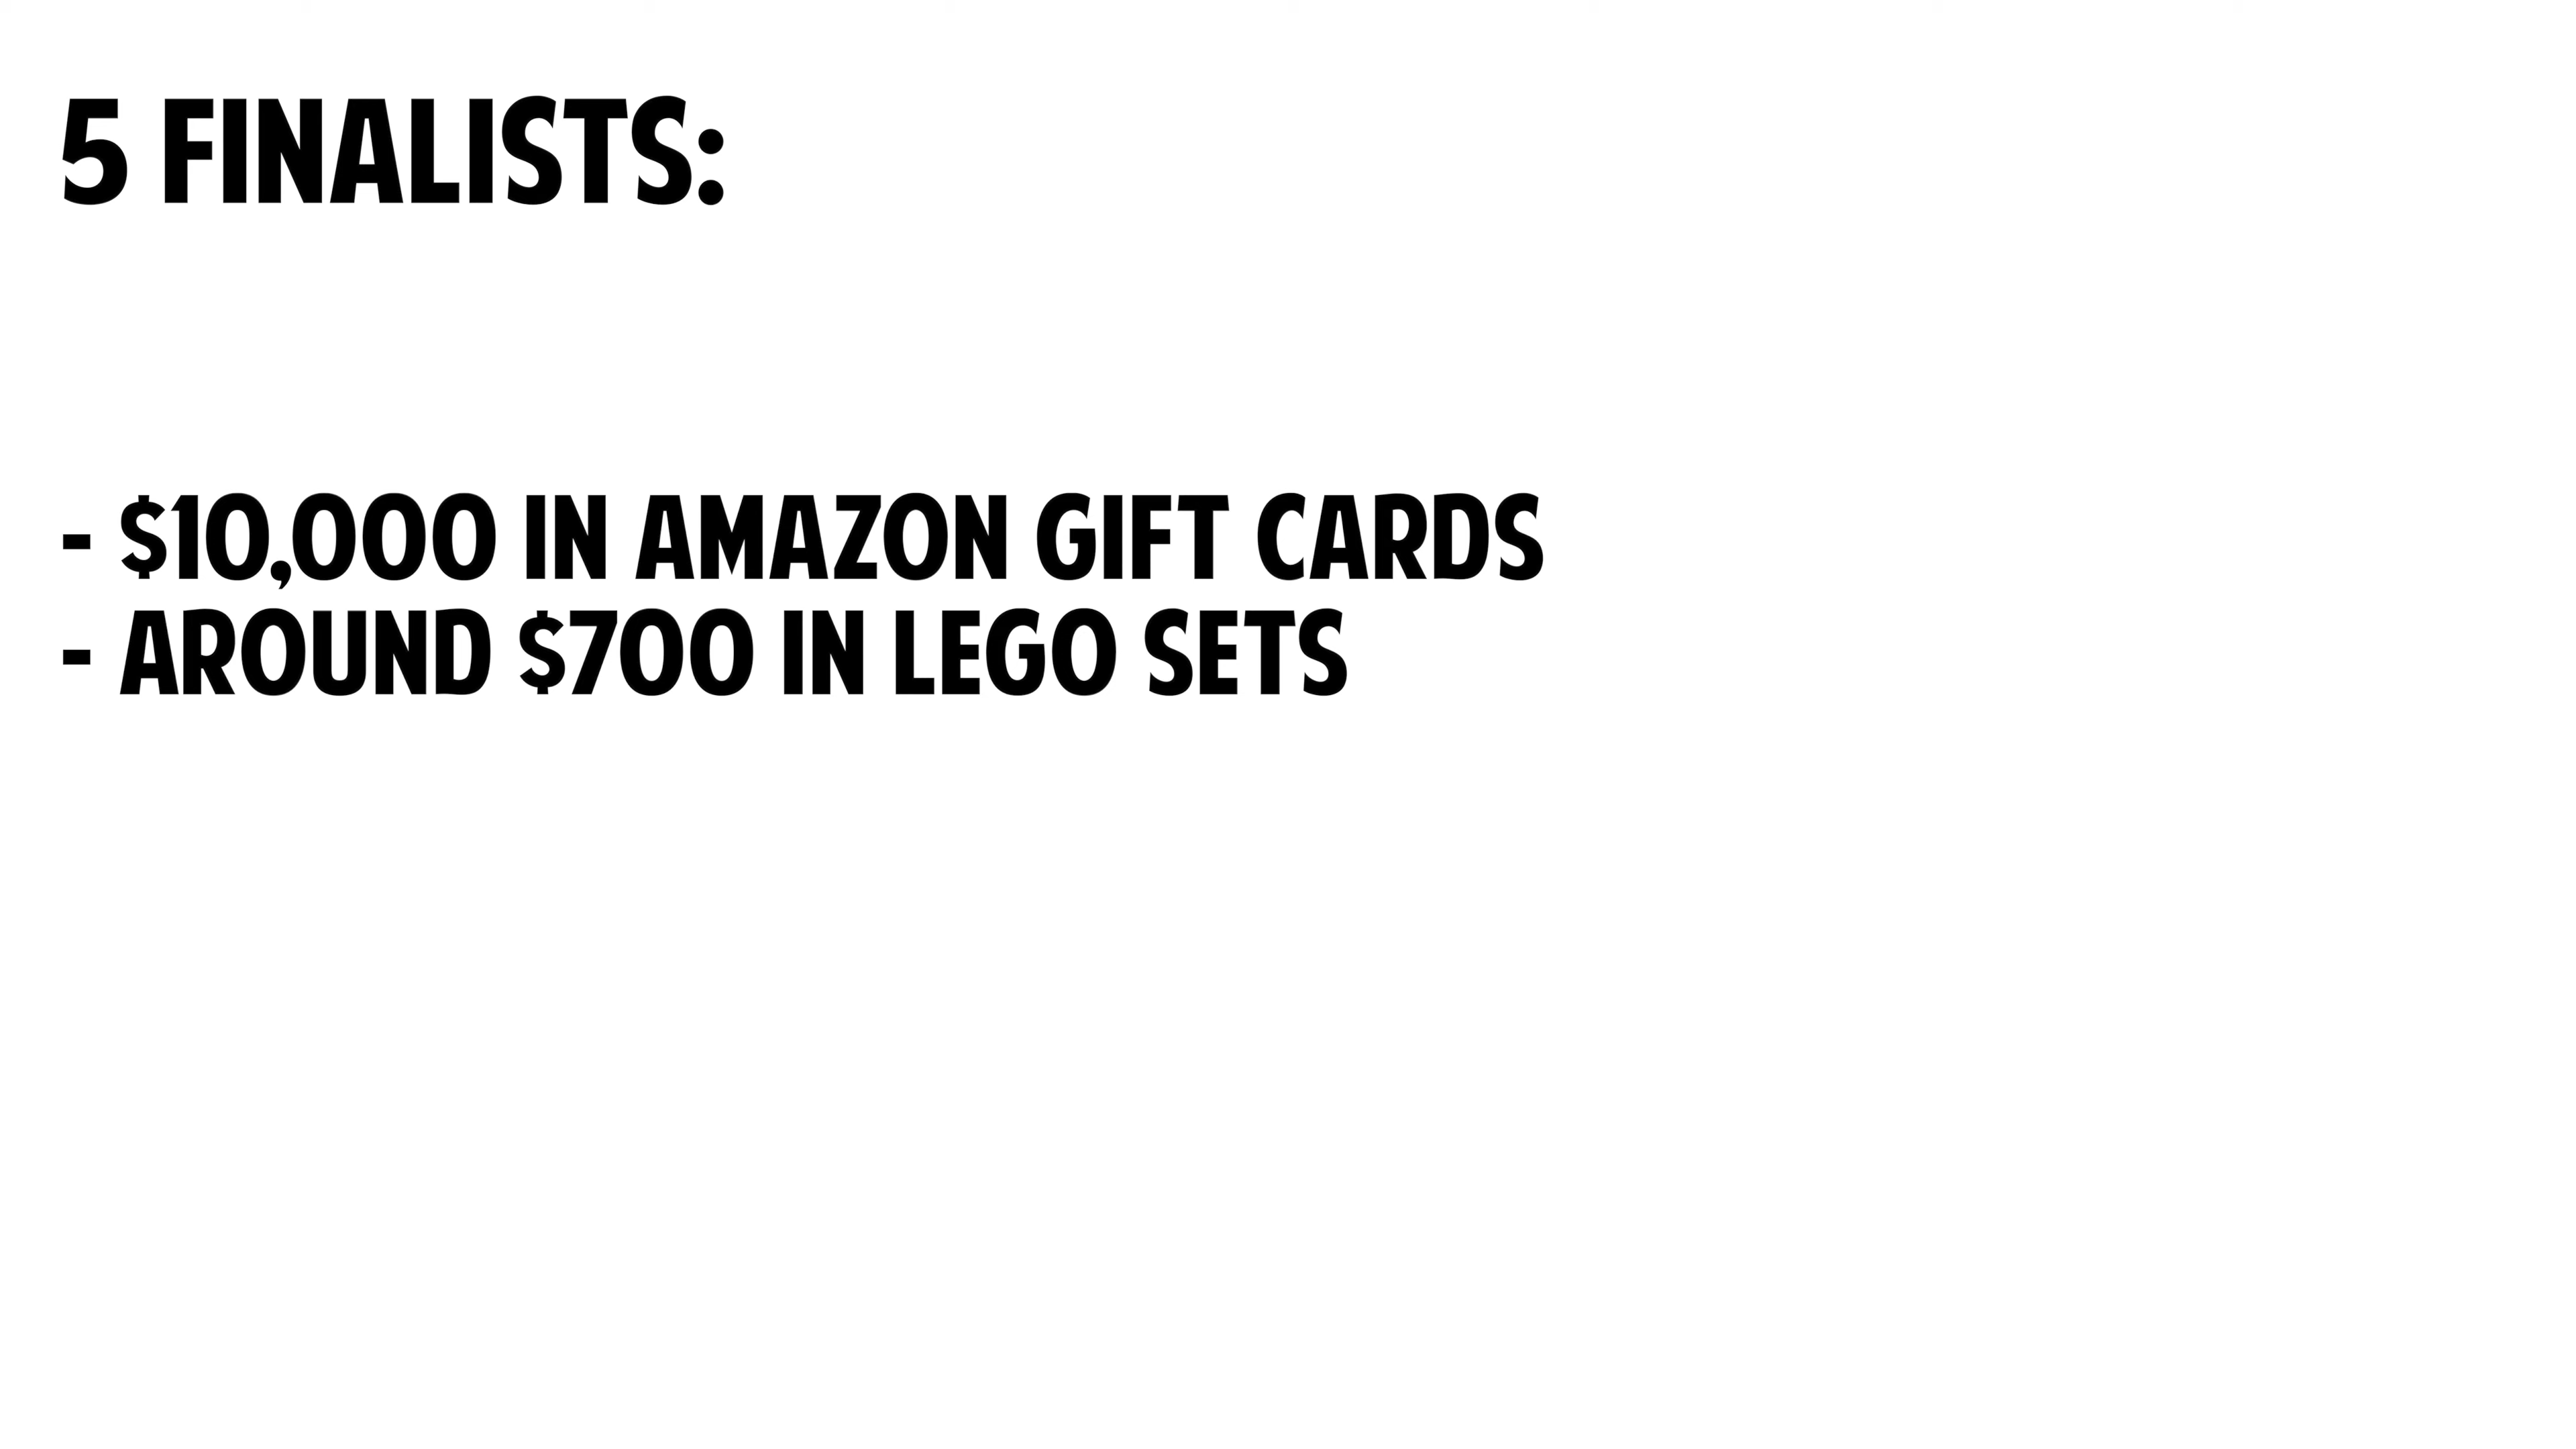 5 FINALISTS:
- $10,000 IN AMAZON GIFT CARDS
- AROUND $700 IN LEGO SETS